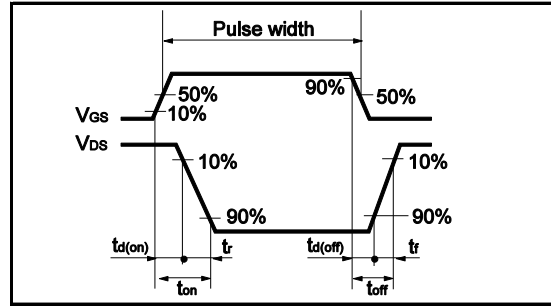 Pulse width
90%
50%
50%
10%
VGS
VDS
10%
10%
90%
90%
td(on)
tr
td(off)
tf
ton
toff